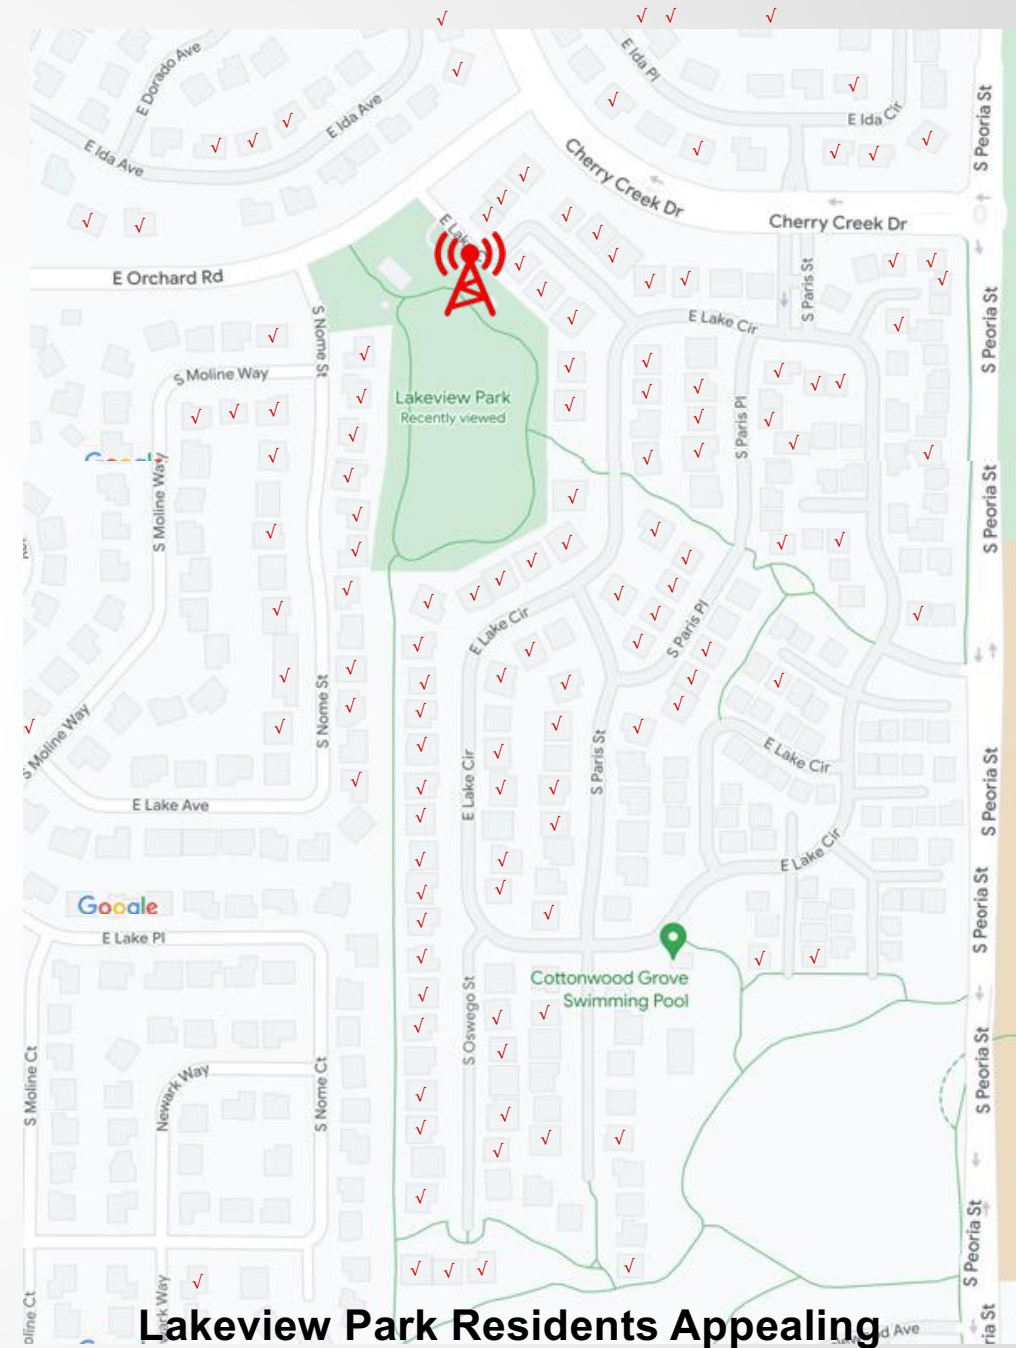 √ √ √ √
E Dorado Ave
E Ida Pl
E Ida Ave
E Ida Cir
S Peoria St
E Ida Ave
Cherry Creek Dr
Cherry Creek Dr
E Orchard Rd
S Nome St
S Paris St
E Lake Cir
S Peoria St
S Moline Way
Lakeview Park
Recently viewed
S Paris Pl
Google
S Moline Way
S Peoria St
E Lake Cir
S Paris Pl
S Nome St
S Moline Way
E Lake Cir
S Paris St
E Lake Cir
S Peoria St
E Lake Ave
E Lake Cir
Google
E Lake Pl
S Peoria St
Cottonwood Grove
Swimming Pool
S Oswego St
S Moline Ct
Newark Way
S Nome Ct
S Peoria St
S Peoria St
Lakeview Park Residents Appealing